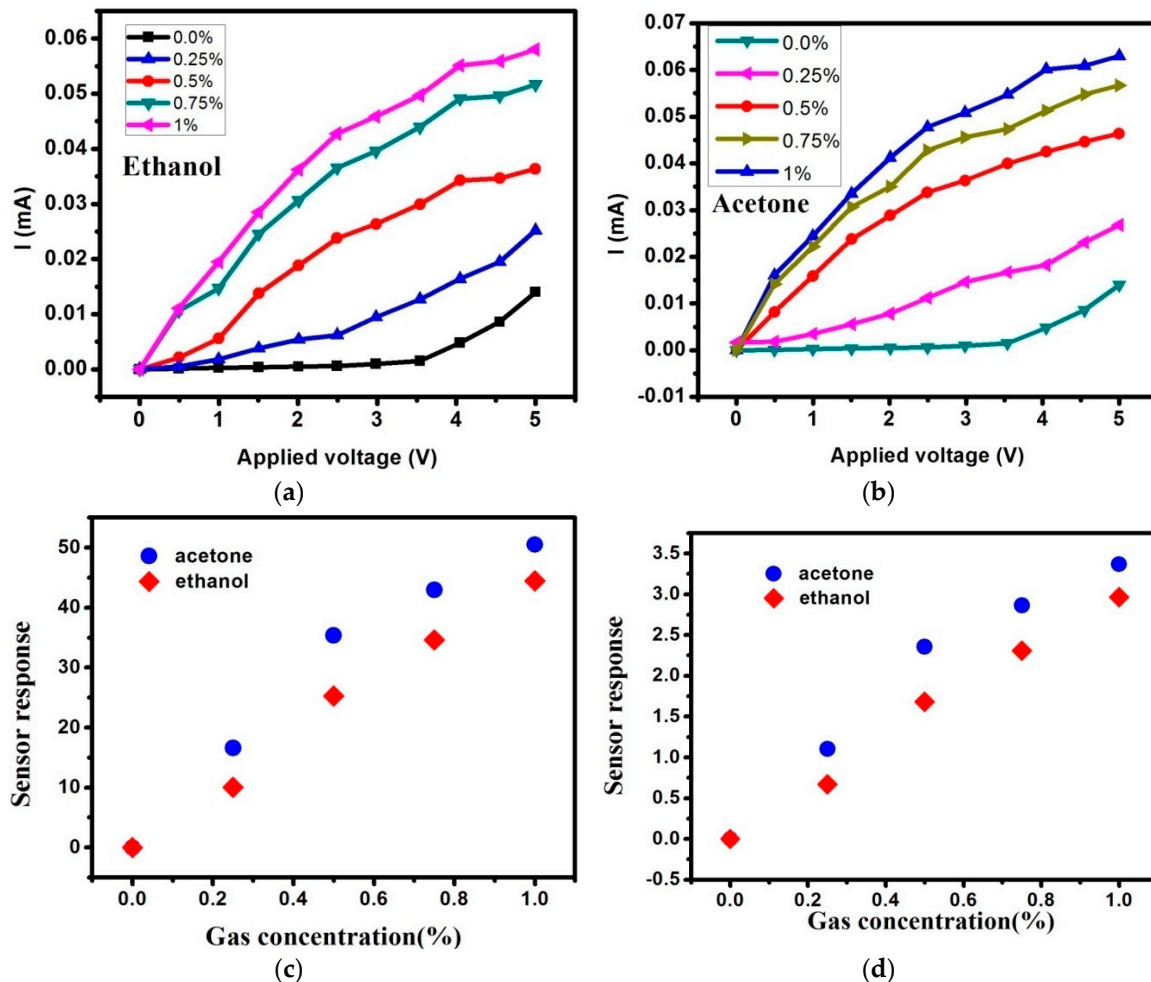 0.06
0.05
0.04
0.03
0.02
0.01
0.00
I (mA)
0.0%
0.25%
0.5%
0.75%
1%
Ethanol
0 1 2 3 4 5
Applied voltage (V)
(a)
0.07
0.06
0.05
0.04
0.03
0.02
0.01
0.00
-0.01
I (mA)
0.0%
0.25%
0.5%
0.75%
1%
Acetone
0 1 2 3 4 5
Applied voltage (V)
(b)
50
40
30
20
10
0
Sensor response
acetone
ethanol
0.0 0.2 0.4 0.6 0.8 1.0
Gas concentration(%)
(c)
3.5
3.0
2.5
2.0
1.5
1.0
0.5
0.0
-0.5
Sensor response
acetone
ethanol
0.0 0.2 0.4 0.6 0.8 1.0
Gas concentration(%)
(d)